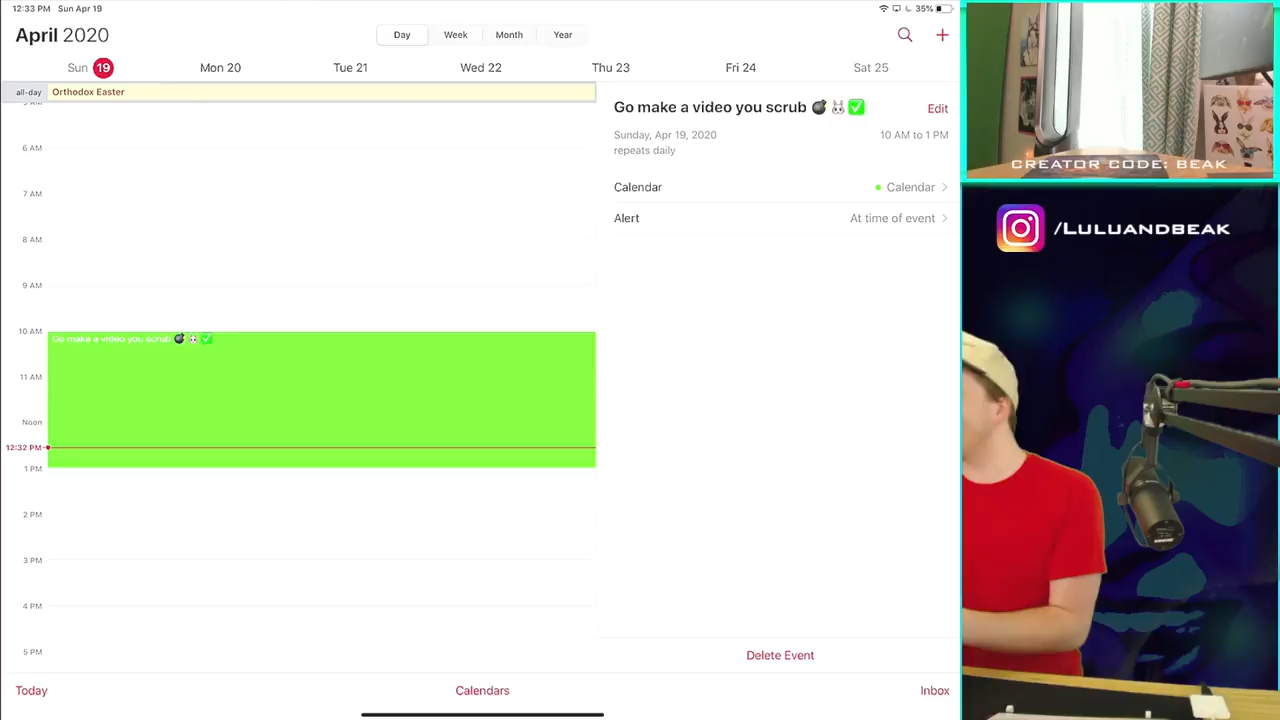 12:33 PM Sun Apr 19
35%
April 2020
Day Week Month Year
Sun 19 Mon 20 Tue 21 Wed 22 Thu 23 Fri 24 Sat 25
all-day Orthodox Easter
6 AM
7 AM
8 AM
9 AM
10 AM
Go make a video you scrub 💣 🐰 ✅
11 AM
Noon
12:32 PM
1 PM
2 PM
3 PM
4 PM
5 PM
Go make a video you scrub 💣 🐰 ✅
Edit
Sunday, Apr 19, 2020 10 AM to 1 PM
repeats daily
Calendar Calendar
Alert At time of event
Delete Event
Today Calendars Inbox
CREATOR CODE: BEAK
/LULUANDBEAK